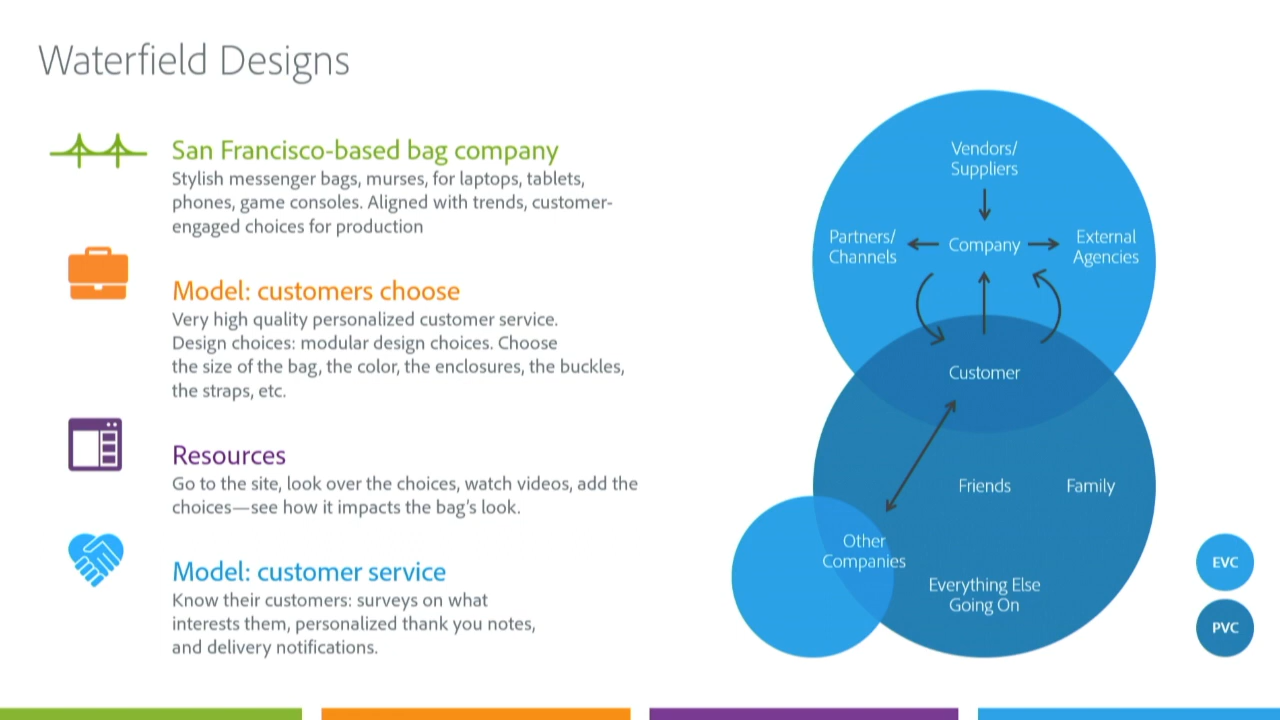 Waterfield Designs
San Francisco-based bag company
Stylish messenger bags, murses, for laptops, tablets,
phones, game consoles. Aligned with trends, customer-
engaged choices for production
Model: customers choose
Very high quality personalized customer service.
Design choices: modular design choices. Choose
the size of the bag, the color, the enclosures, the buckles,
the straps, etc.
Resources
Go to the site, look over the choices, watch videos, add the
choices—see how it impacts the bag's look.
Model: customer service
Know their customers: surveys on what
interests them, personalized thank you notes,
and delivery notifications.
Vendors/
Suppliers
Partners/
Channels
Company
External
Agencies
Customer
Friends
Family
Other
Companies
Everything Else
Going On
EVC
PVC